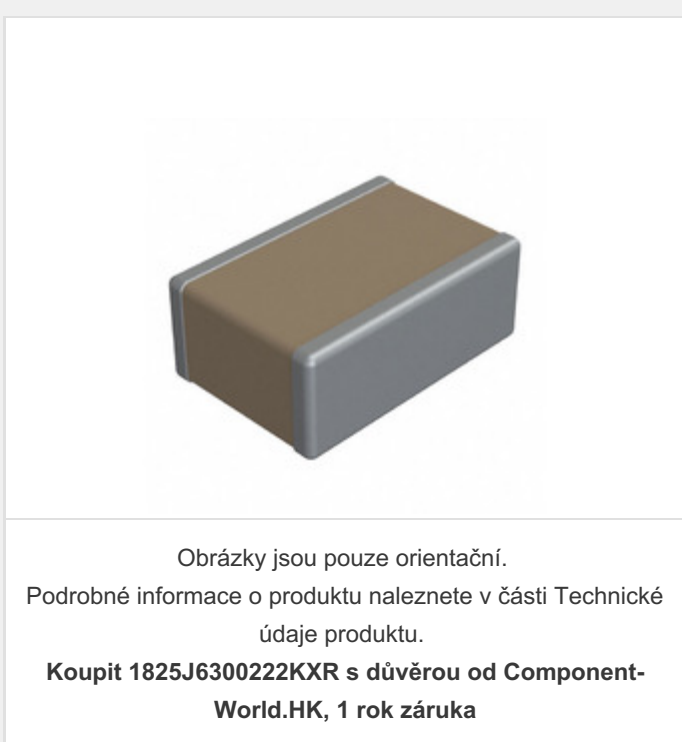 Obrázky jsou pouze orientační.
Podrobné informace o produktu naleznete v části Technické
údaje produktu.
Koupit 1825J6300222KXR s důvěrou od Component-
World.HK, 1 rok záruka